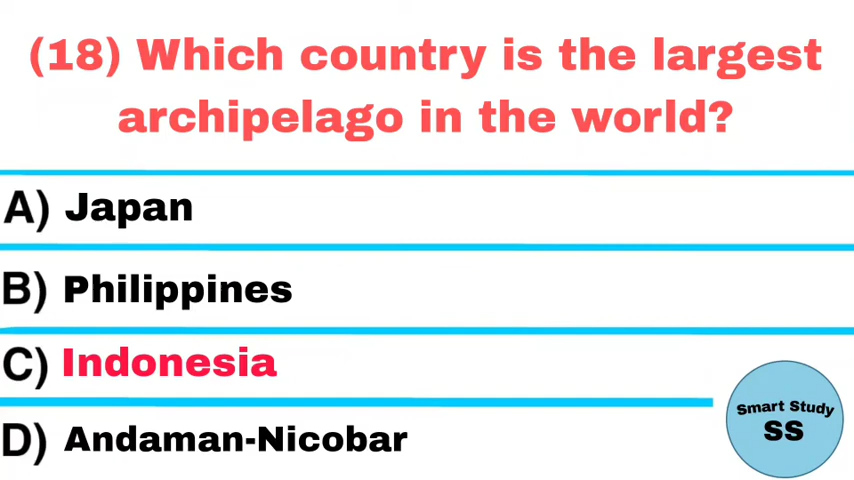 (18) Which country is the largest
archipelago in the world?
A) Japan
B) Philippines
C) Indonesia
D) Andaman-Nicobar
Smart Study
SS